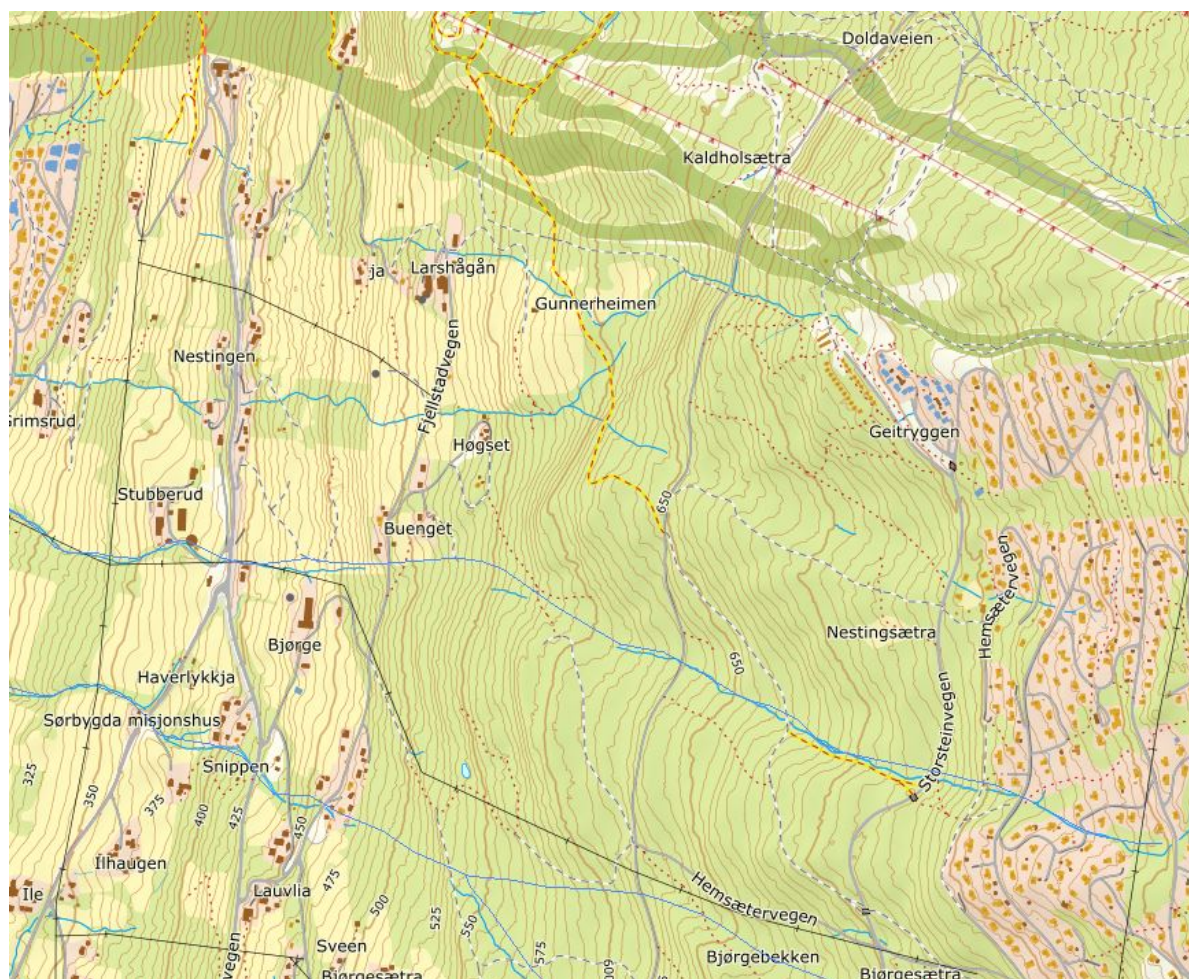 Doldaveien
Kaldholsætra
ja
Larshågån
Gunnerheimen
Nestingen
Fjellstadvegen
Grimsrud
Høgset
Geitryggen
Stubberud
650
Buenget
Hemsætervegen
Nestingsætra
Bjørge
650
Haverlykkja
Sørbygda misjonshus
Storsteinvegen
Snippen
325
350
375
400
425
450
Ilhaugen
Hemsætervegen
Ile
Lauvlia
475
500
525
550
575
600
Sveen
Bjørgebekken
Bjørgesætra
Bjørgesætra